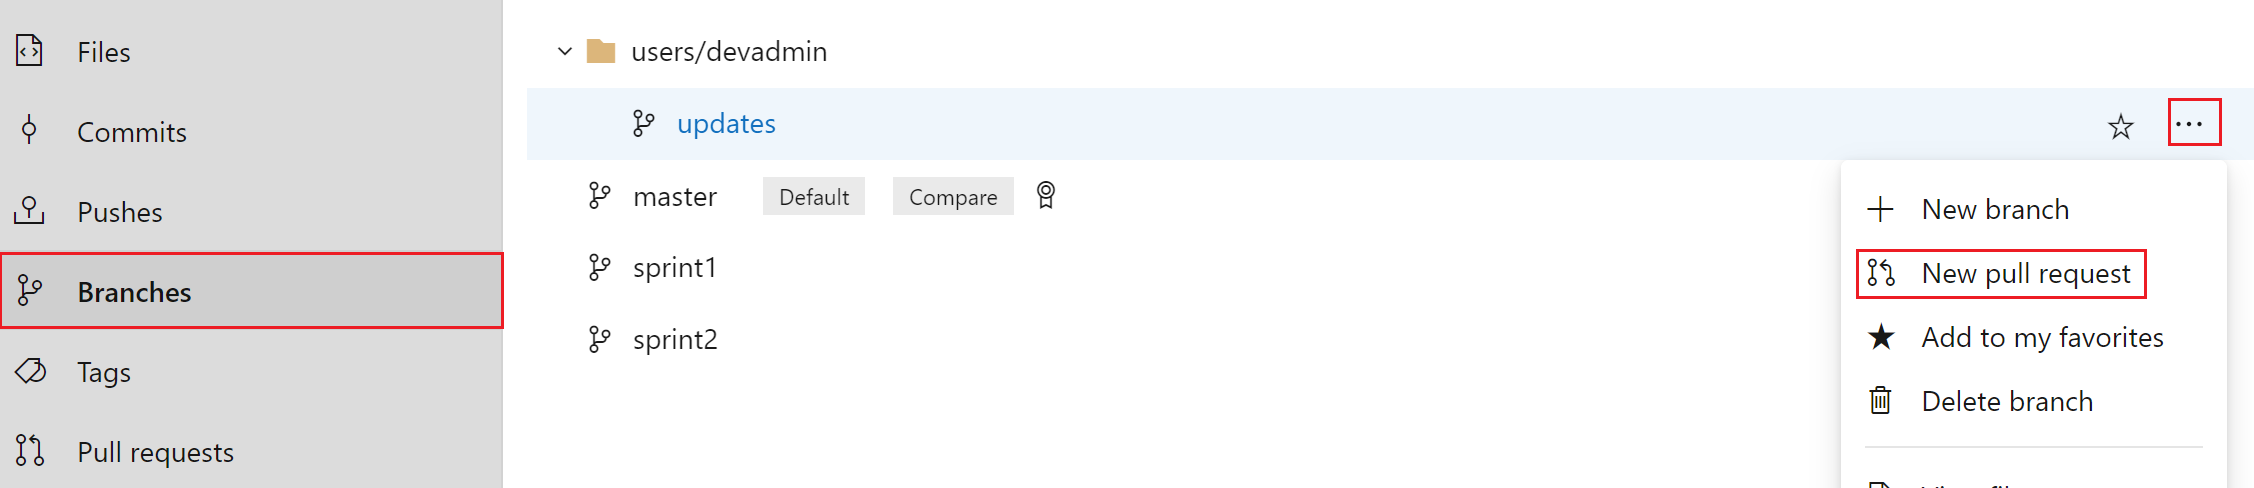 Files
Commits
Pushes
Branches
Tags
Pull requests
users/devadmin
updates
master Default Compare
sprint1
sprint2
New branch
New pull request
Add to my favorites
Delete branch